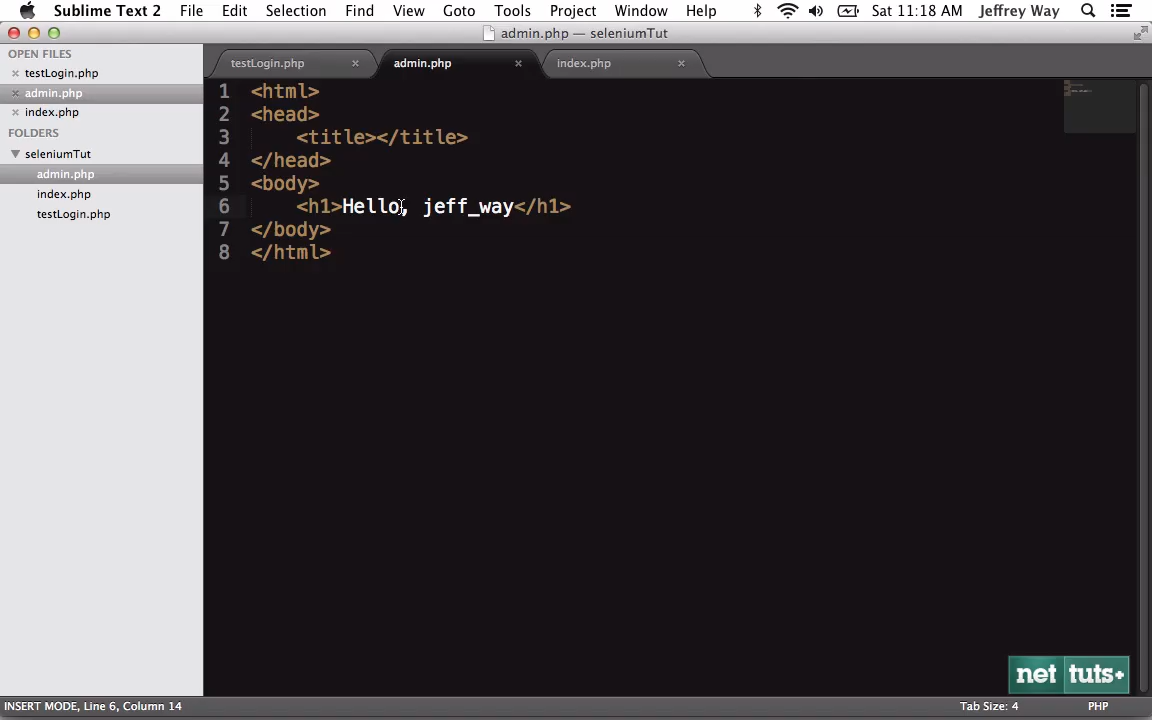 Sublime Text 2 File Edit Selection Find View Goto Tools Project Window Help Sat 11:18 AM Jeffrey Way
admin.php — seleniumTut
OPEN FILES
testLogin.php
admin.php
index.php
FOLDERS
seleniumTut
admin.php
index.php
testLogin.php
testLogin.php × admin.php × index.php ×
1 <html>
2 <head>
3 <title></title>
4 </head>
5 <body>
6 <h1>Hello, jeff_way</h1>
7 </body>
8 </html>
net tuts+
INSERT MODE, Line 6, Column 14 Tab Size: 4 PHP